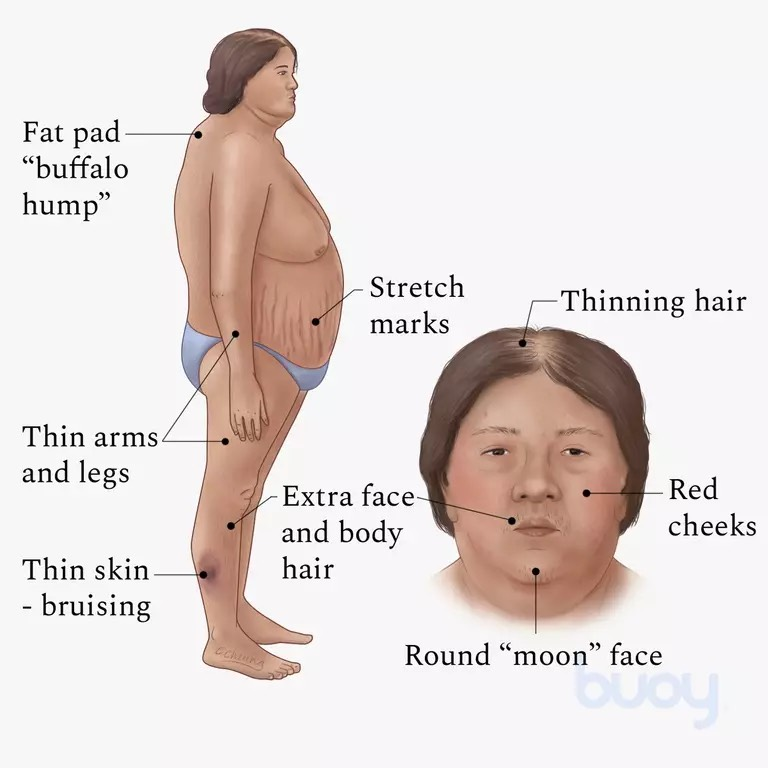 Fat pad
“buffalo
hump”
Stretch
marks
Thinning hair
Thin arms
and legs
Extra face
and body
hair
Red
cheeks
Thin skin
- bruising
Round “moon” face
buoy